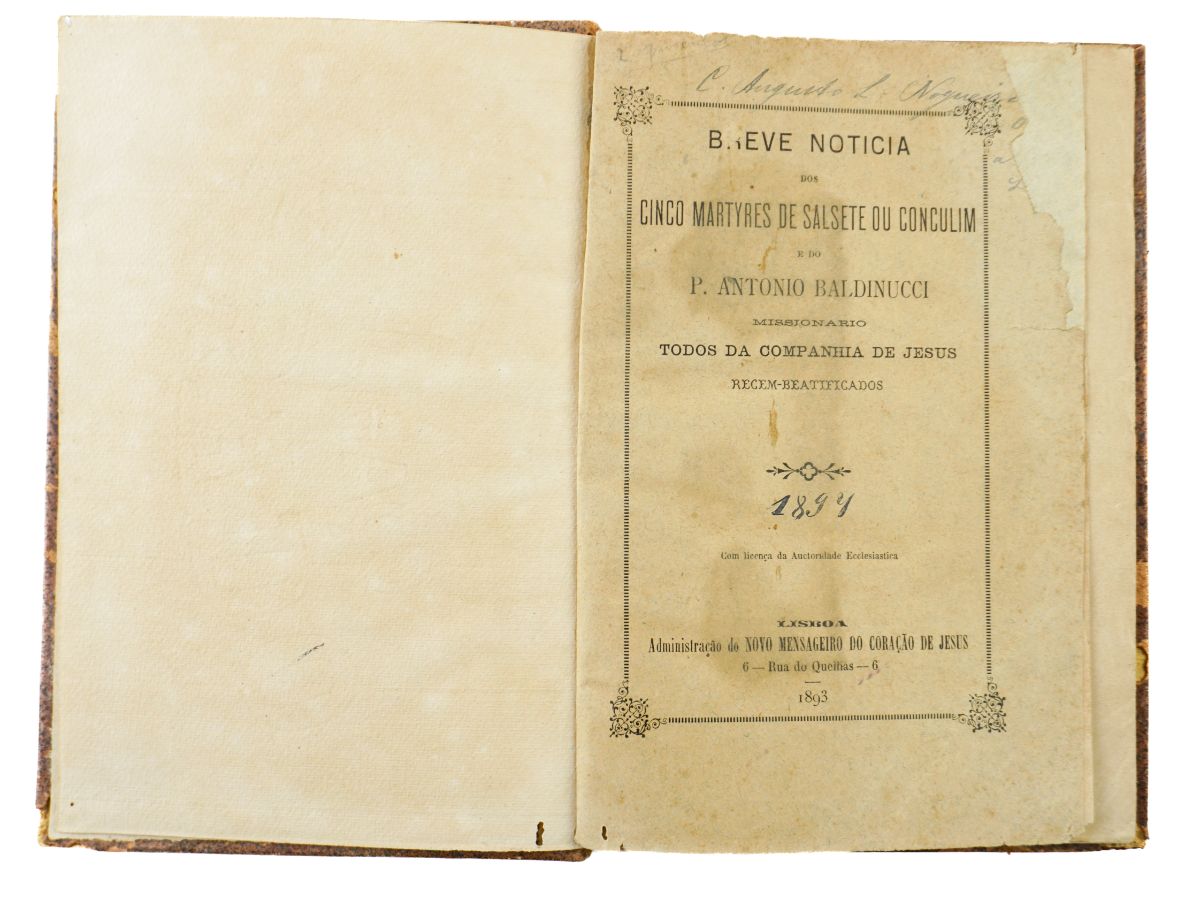 C. Augusto L. Nogueira
BREVE NOTICIA
DOS
CINCO MARTYRES DE SALSETE OU CONCULIM
E DO
P. ANTONIO BALDINUCCI
MISSIONARIO
TODOS DA COMPANHIA DE JESUS
RECEM-BEATIFICADOS
1894
Com licença da Auctoridade Ecclesiastica
LISBOA
Administração do NOVO MENSAGEIRO DO CORAÇÃO DE JESUS
6 — Rua do Quelhas — 6
1893